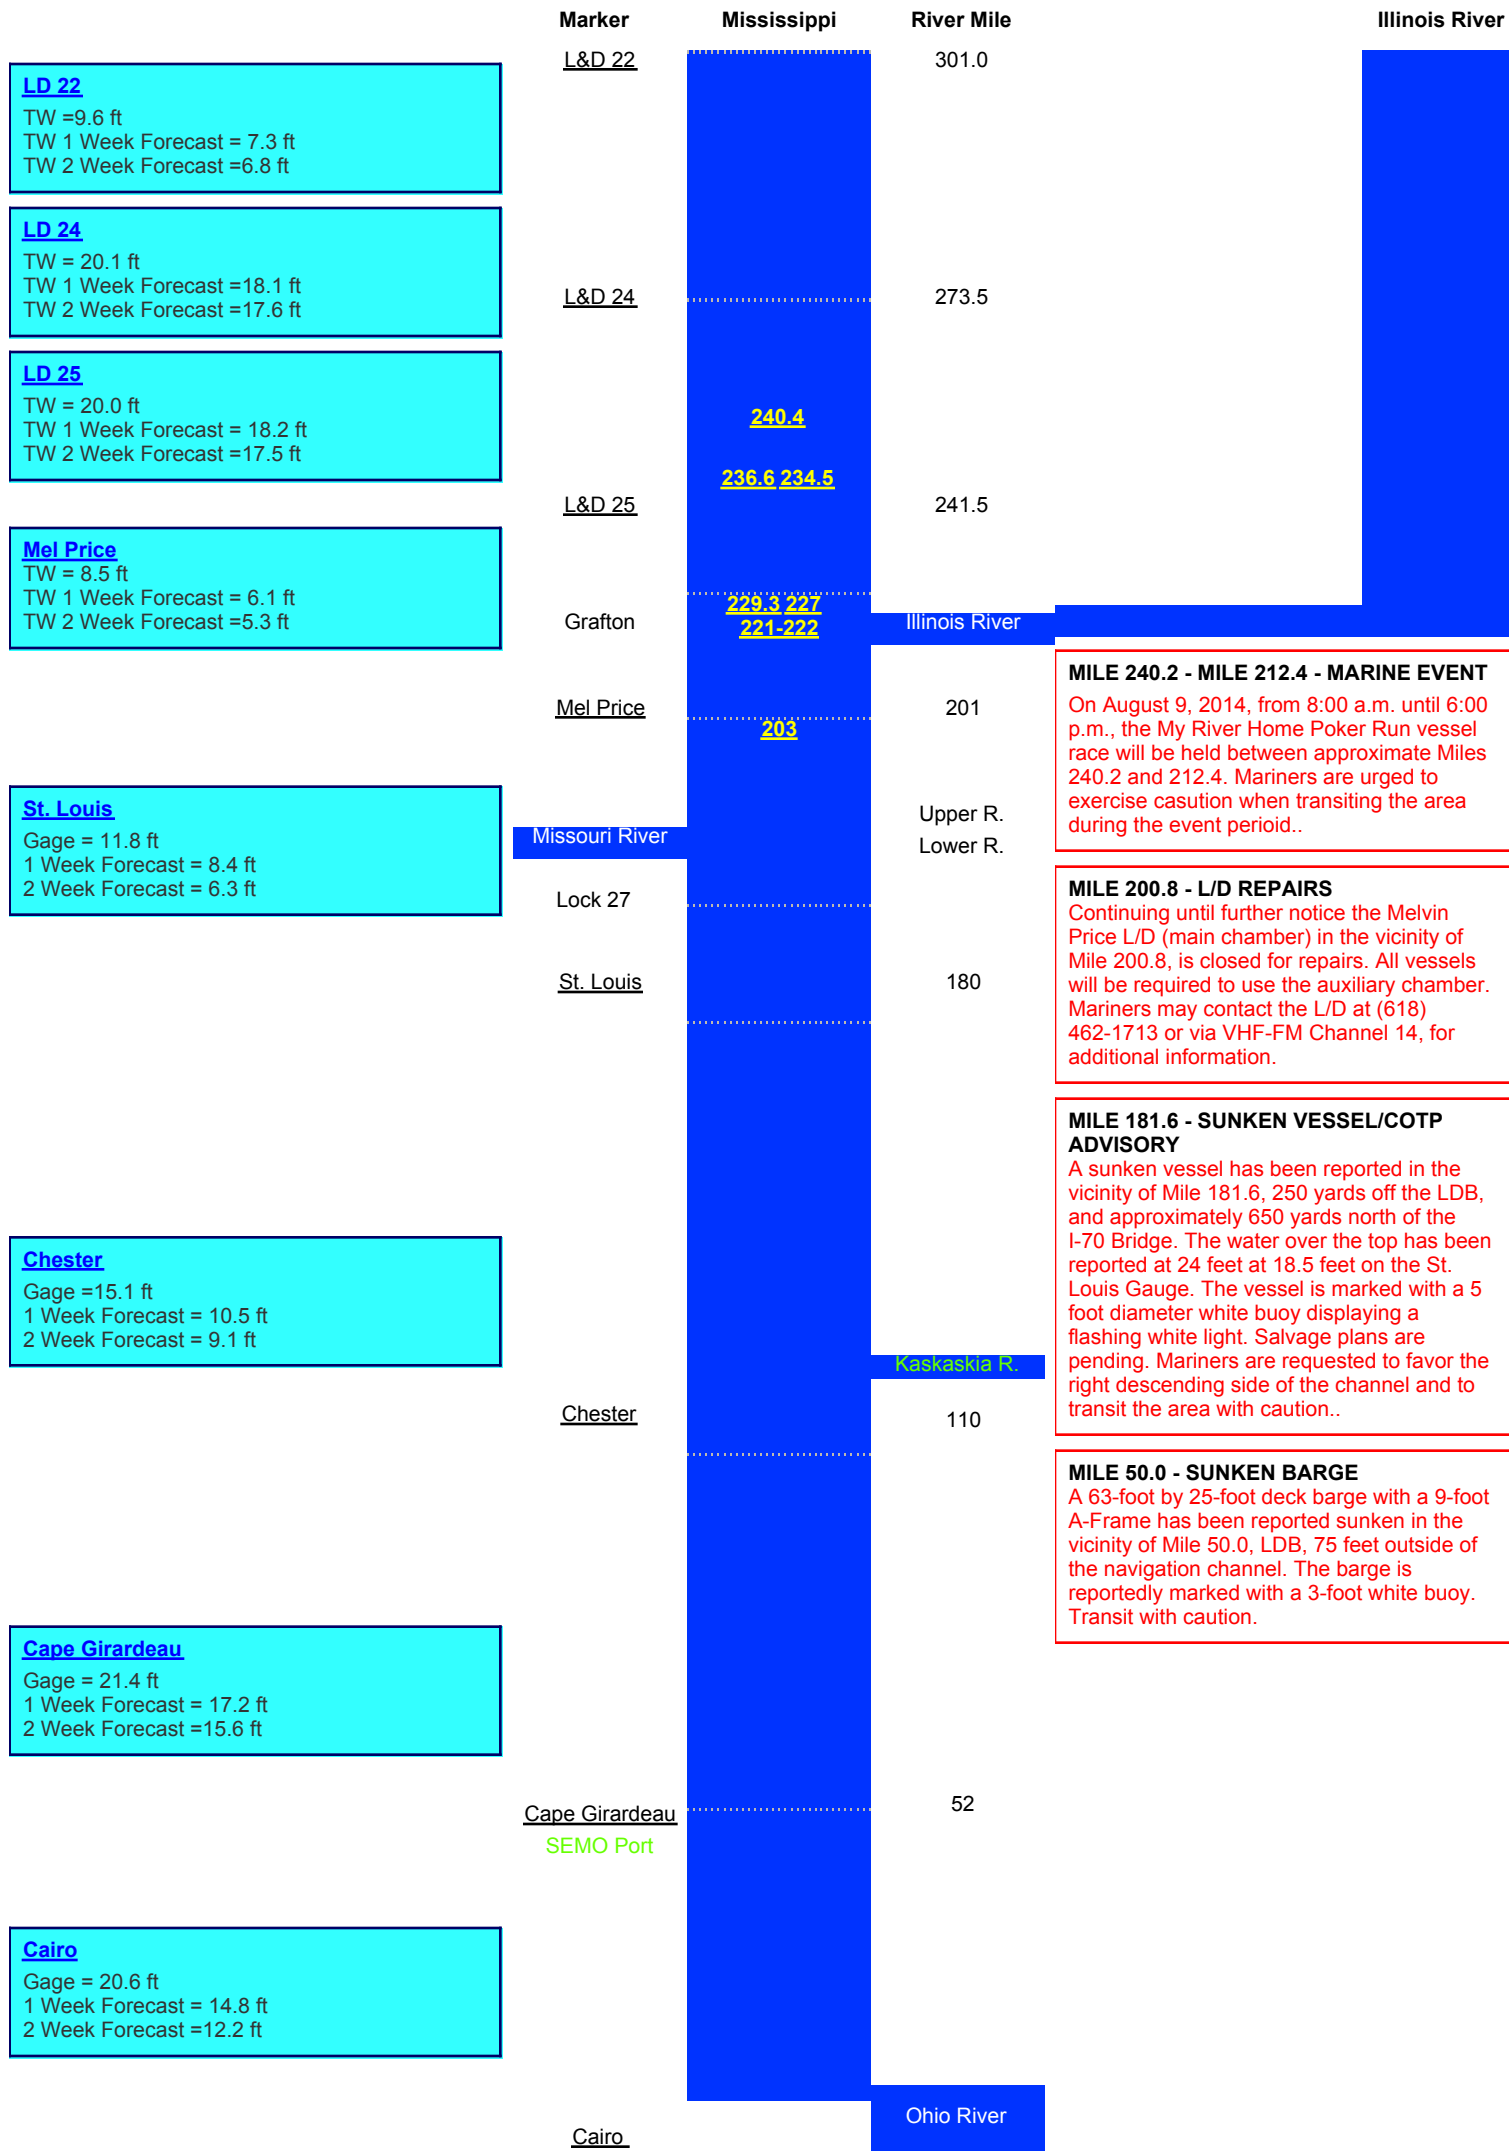 Marker Mississippi River Mile Illinois River
L&D 22 301.0
LD 22
TW =9.6 ft
TW 1 Week Forecast = 7.3 ft
TW 2 Week Forecast =6.8 ft
LD 24
TW = 20.1 ft
TW 1 Week Forecast =18.1 ft
TW 2 Week Forecast =17.6 ft
L&D 24 273.5
LD 25
TW = 20.0 ft
TW 1 Week Forecast = 18.2 ft
TW 2 Week Forecast =17.5 ft
240.4
236.6 234.5
L&D 25 241.5
Mel Price
TW = 8.5 ft
TW 1 Week Forecast = 6.1 ft
TW 2 Week Forecast =5.3 ft
229.3 227
221-222
Grafton Illinois River
Mel Price 201
203
MILE 240.2 - MILE 212.4 - MARINE EVENT
On August 9, 2014, from 8:00 a.m. until 6:00
p.m., the My River Home Poker Run vessel
race will be held between approximate Miles
240.2 and 212.4. Mariners are urged to
exercise casution when transiting the area
during the event perioid..
St. Louis
Gage = 11.8 ft
1 Week Forecast = 8.4 ft
2 Week Forecast = 6.3 ft
Upper R.
Missouri River
Lower R.
Lock 27
St. Louis 180
MILE 200.8 - L/D REPAIRS
Continuing until further notice the Melvin
Price L/D (main chamber) in the vicinity of
Mile 200.8, is closed for repairs. All vessels
will be required to use the auxiliary chamber.
Mariners may contact the L/D at (618)
462-1713 or via VHF-FM Channel 14, for
additional information.
MILE 181.6 - SUNKEN VESSEL/COTP
ADVISORY
A sunken vessel has been reported in the
vicinity of Mile 181.6, 250 yards off the LDB,
and approximately 650 yards north of the
I-70 Bridge. The water over the top has been
reported at 24 feet at 18.5 feet on the St.
Louis Gauge. The vessel is marked with a 5
foot diameter white buoy displaying a
flashing white light. Salvage plans are
pending. Mariners are requested to favor the
right descending side of the channel and to
transit the area with caution..
Chester
Gage =15.1 ft
1 Week Forecast = 10.5 ft
2 Week Forecast = 9.1 ft
Kaskaskia R.
Chester 110
MILE 50.0 - SUNKEN BARGE
A 63-foot by 25-foot deck barge with a 9-foot
A-Frame has been reported sunken in the
vicinity of Mile 50.0, LDB, 75 feet outside of
the navigation channel. The barge is
reportedly marked with a 3-foot white buoy.
Transit with caution.
Cape Girardeau
Gage = 21.4 ft
1 Week Forecast = 17.2 ft
2 Week Forecast =15.6 ft
Cape Girardeau 52
SEMO Port
Cairo
Gage = 20.6 ft
1 Week Forecast = 14.8 ft
2 Week Forecast =12.2 ft
Ohio River
Cairo